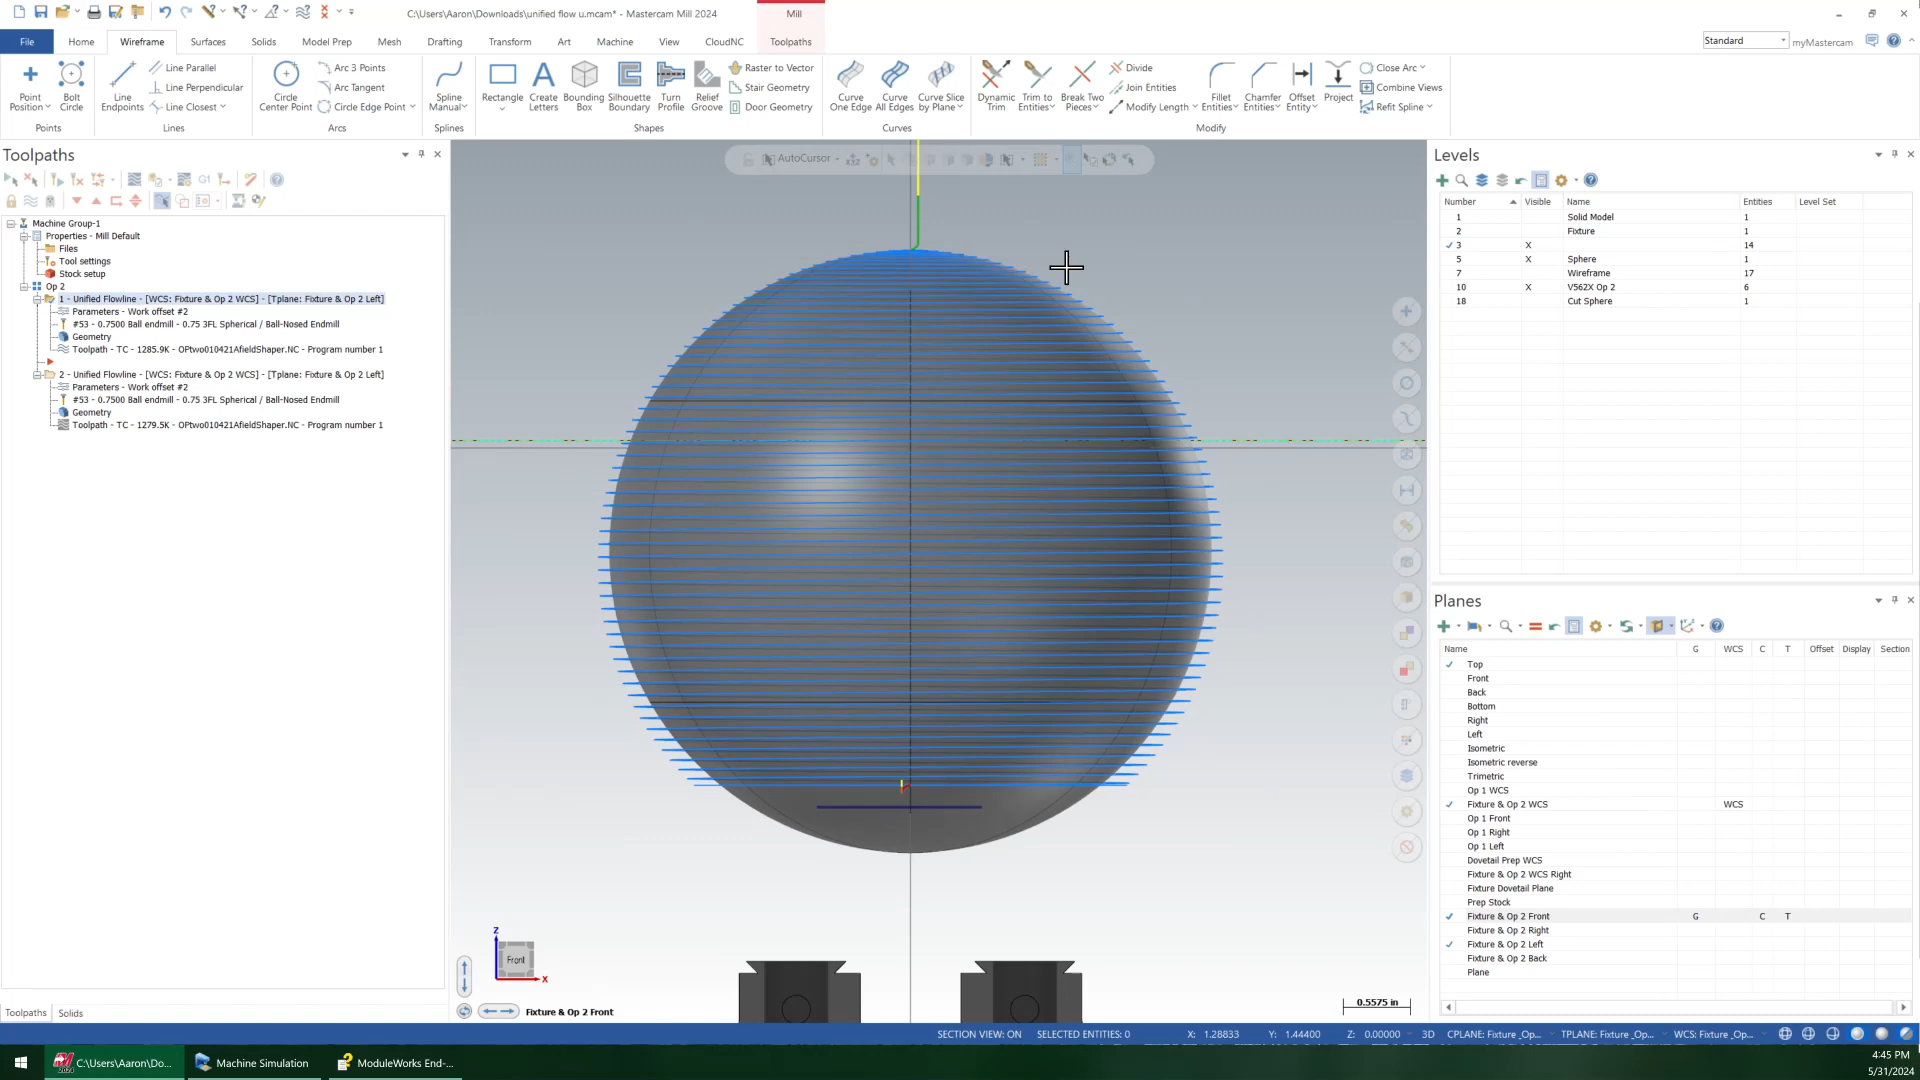 C:\Users\Aaron\Downloads\unified flow u.mcam* - Mastercam Mill 2024
Mill
File
Home
Wireframe
Surfaces
Solids
Model Prep
Mesh
Drafting
Transform
Art
Machine
View
CloudNC
Toolpaths
Standard
myMastercam
Point Position
Bolt Circle
Points
Line Endpoints
Line Parallel
Line Perpendicular
Line Closest
Lines
Circle Center Point
Arc 3 Points
Arc Tangent
Circle Edge Point
Arcs
Spline Manual
Splines
Rectangle
Create Letters
Bounding Box
Silhouette Boundary
Turn Profile
Relief Groove
Raster to Vector
Stair Geometry
Door Geometry
Shapes
Curve One Edge
Curve All Edges
Curve Slice by Plane
Curves
Dynamic Trim
Trim to Entities
Break Two Pieces
Divide
Join Entities
Modify Length
Fillet Entities
Chamfer Entities
Offset Entity
Project
Close Arc
Combine Views
Refit Spline
Modify
Toolpaths
G1
Machine Group-1
Properties - Mill Default
Files
Tool settings
Stock setup
Op 2
1 - Unified Flowline - [WCS: Fixture & Op 2 WCS] - [Tplane: Fixture & Op 2 Left]
Parameters - Work offset #2
#53 - 0.7500 Ball endmill - 0.75 3FL Spherical / Ball-Nosed Endmill
Geometry
Toolpath - TC - 1285.9K - OPtwo010421AfieldShaper.NC - Program number 1
2 - Unified Flowline - [WCS: Fixture & Op 2 WCS] - [Tplane: Fixture & Op 2 Left]
Parameters - Work offset #2
#53 - 0.7500 Ball endmill - 0.75 3FL Spherical / Ball-Nosed Endmill
Geometry
Toolpath - TC - 1279.5K - OPtwo010421AfieldShaper.NC - Program number 1
Toolpaths
Solids
AutoCursor
Z
Front
X
Fixture & Op 2 Front
0.5575 in
Levels
Number Visible Name Entities Level Set
1 Solid Model 1
2 Fixture 1
3 X 14
5 X Sphere 1
7 Wireframe 17
10 X V562X Op 2 6
18 Cut Sphere 1
Planes
Name G WCS C T Offset Display Section
Top
Front
Back
Bottom
Right
Left
Isometric
Isometric reverse
Trimetric
Op 1 WCS
Fixture & Op 2 WCS WCS
Op 1 Front
Op 1 Right
Op 1 Left
Dovetail Prep WCS
Fixture & Op 2 WCS Right
Fixture Dovetail Plane
Prep Stock
Fixture & Op 2 Front G C T
Fixture & Op 2 Right
Fixture & Op 2 Left
Fixture & Op 2 Back
Plane
SECTION VIEW: ON SELECTED ENTITIES: 0 X: 1.28833 Y: 1.44400 Z: 0.00000 3D CPLANE: Fixture _Op... TPLANE: Fixture _Op... WCS: Fixture _Op...
C:\Users\Aaron\Do...
Machine Simulation
ModuleWorks End-...
4:45 PM
5/31/2024